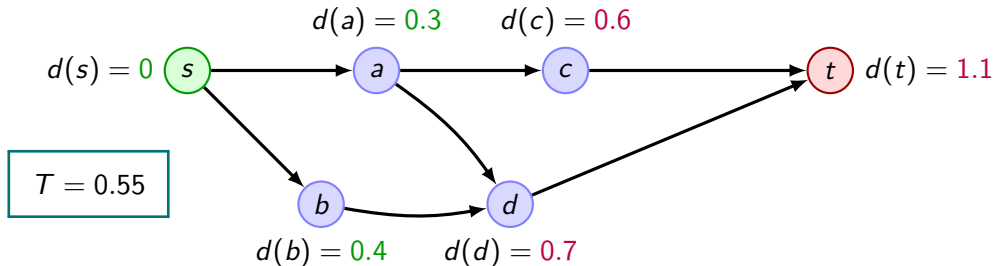 d(a) = 0.3
d(c) = 0.6
d(s) = 0
s
a
c
t
d(t) = 1.1
T = 0.55
b
d
d(b) = 0.4
d(d) = 0.7